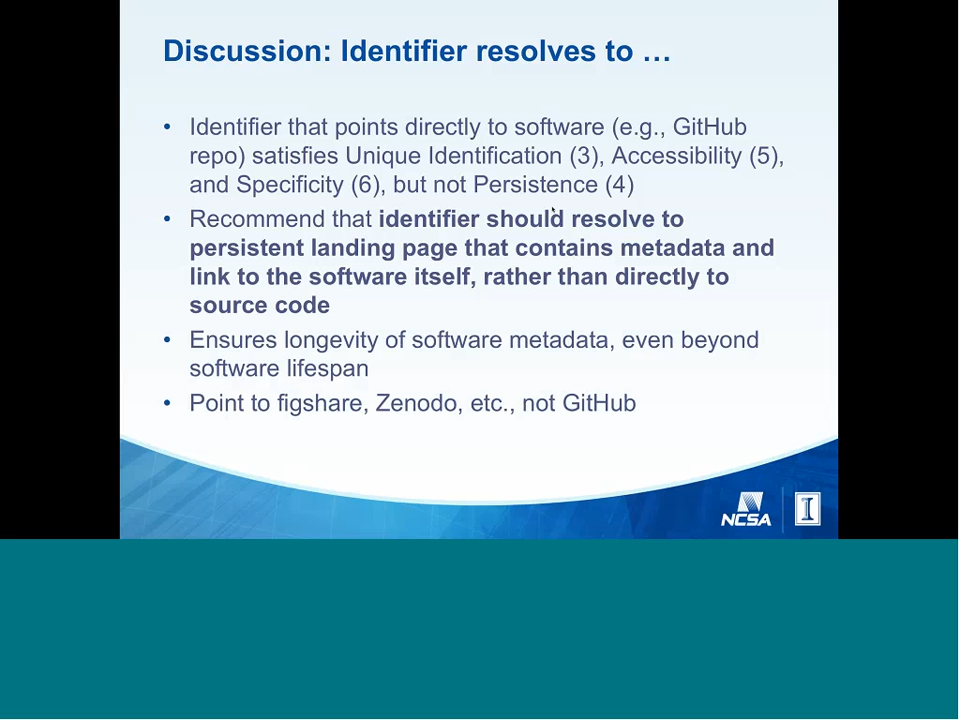 Discussion: Identifier resolves to …
• Identifier that points directly to software (e.g., GitHub
repo) satisfies Unique Identification (3), Accessibility (5),
and Specificity (6), but not Persistence (4)
• Recommend that identifier should resolve to
persistent landing page that contains metadata and
link to the software itself, rather than directly to
source code
• Ensures longevity of software metadata, even beyond
software lifespan
• Point to figshare, Zenodo, etc., not GitHub
NCSA
I